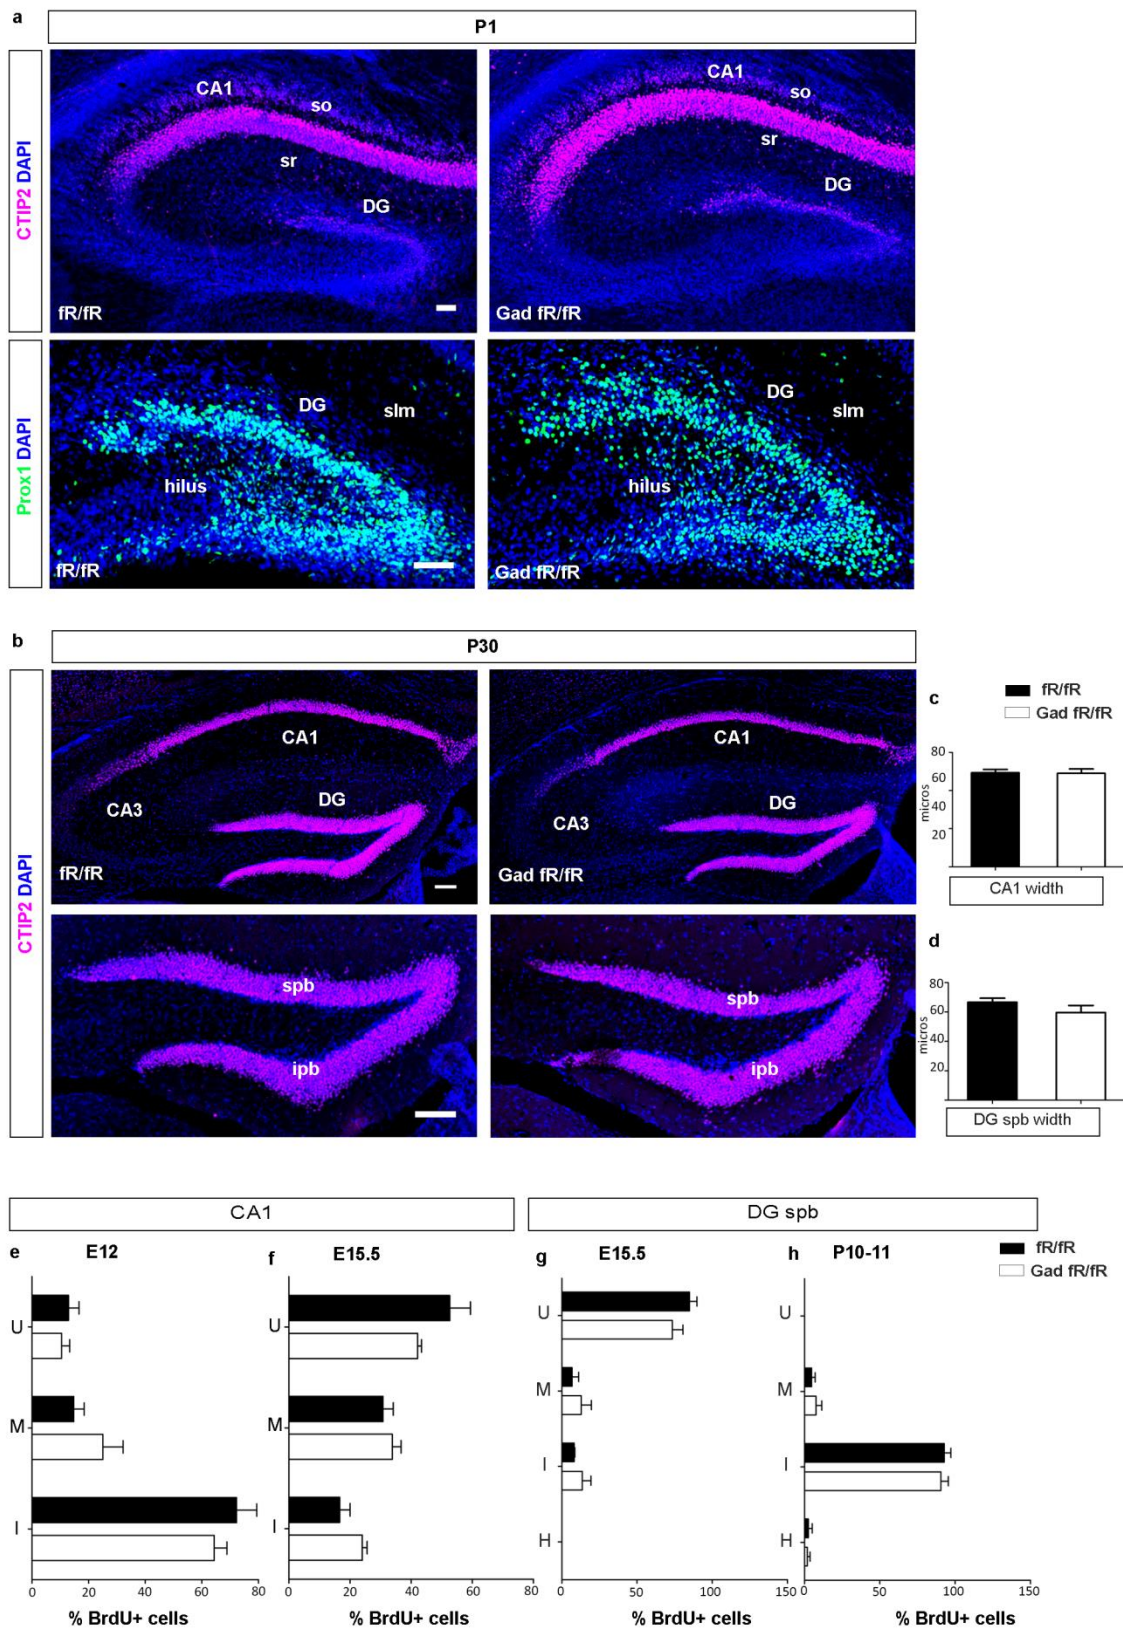 a
P1
CTIP2 DAPI
CA1
so
sr
DG
fR/fR
CA1
so
sr
DG
Gad fR/fR
Prox1 DAPI
DG
slm
hilus
fR/fR
DG
slm
hilus
Gad fR/fR
b
P30
CTIP2 DAPI
CA1
DG
CA3
fR/fR
CA1
DG
CA3
Gad fR/fR
spb
ipb
spb
ipb
c
fR/fR
Gad fR/fR
80
60
40
20
micros
CA1 width
d
80
60
40
20
micros
DG spb width
CA1
DG spb
e
E12
U
M
I
0 20 40 60 80
% BrdU+ cells
f
E15.5
U
M
I
0 20 40 60 80
% BrdU+ cells
g
E15.5
U
M
I
H
0 50 100 150
% BrdU+ cells
h
P10-11
U
M
I
H
0 50 100 150
% BrdU+ cells
fR/fR
Gad fR/fR